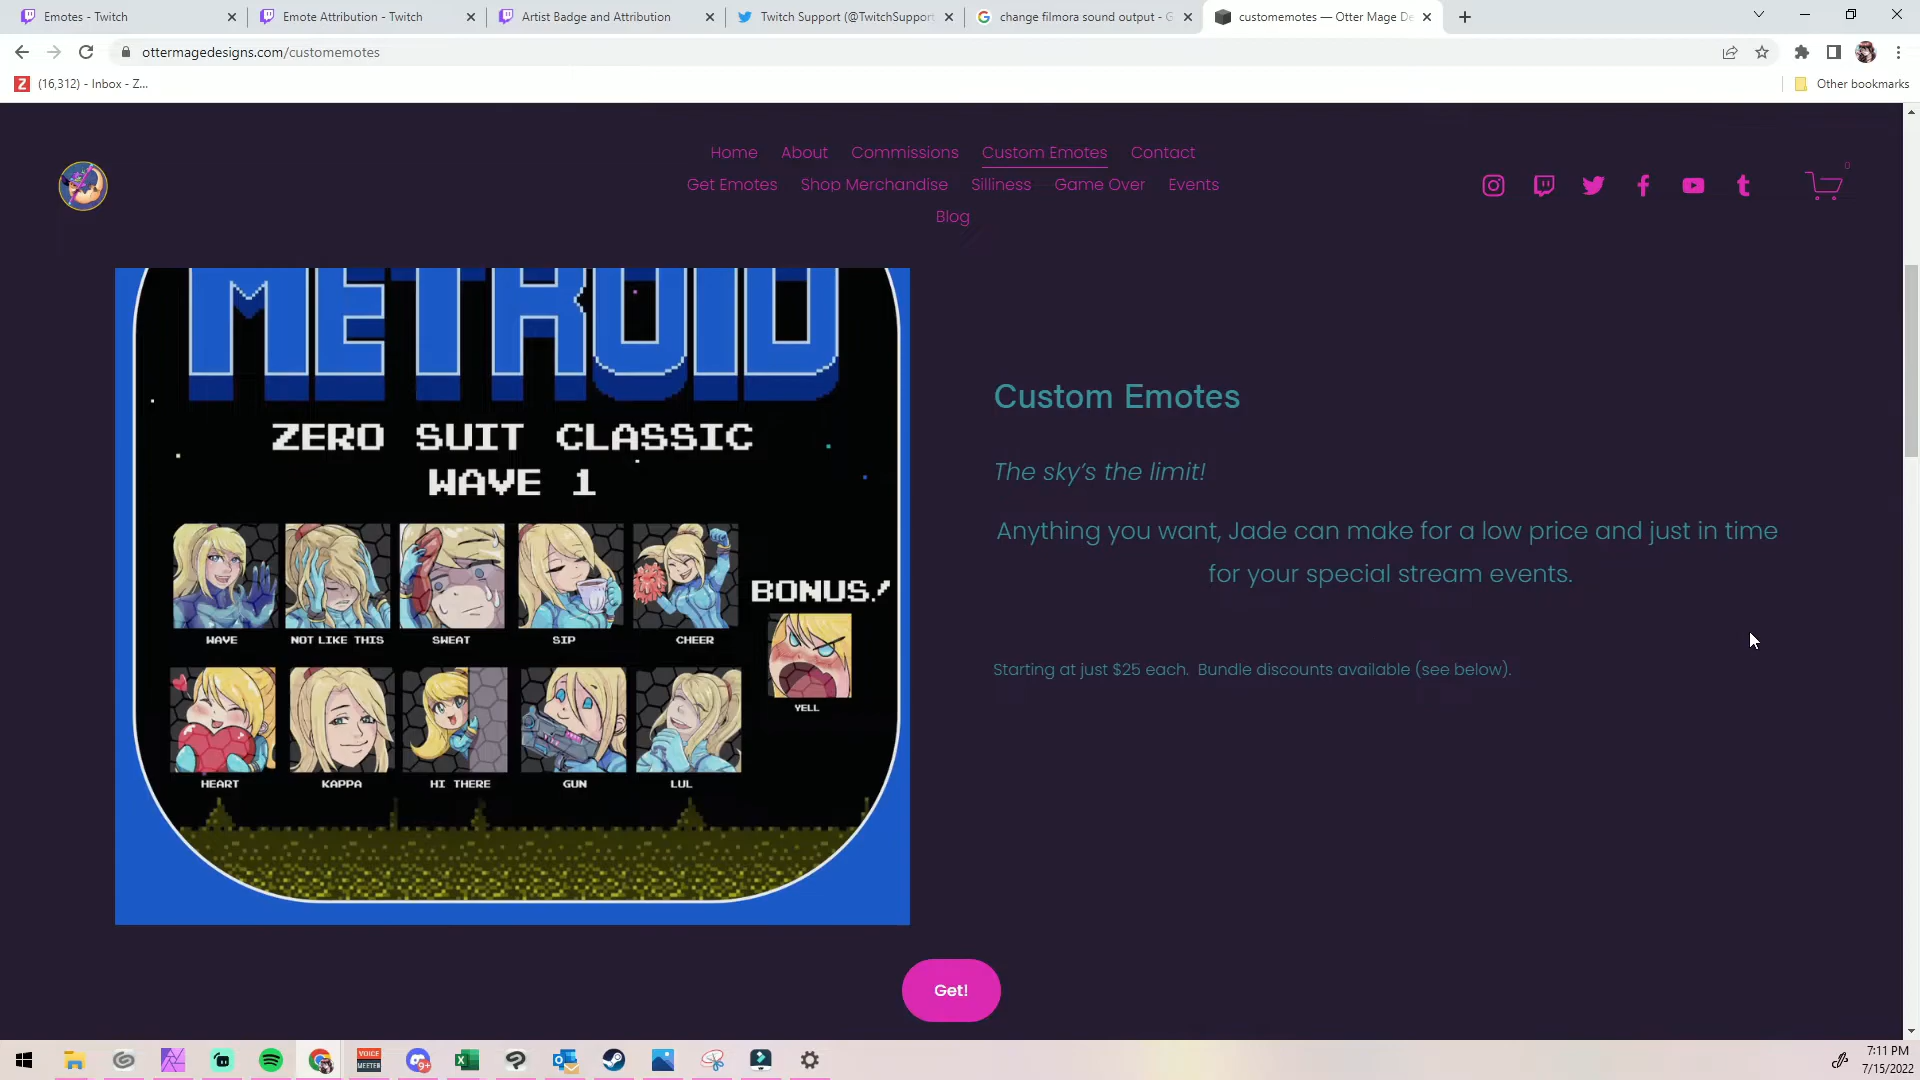 Emotes - Twitch
Emote Attribution - Twitch
Artist Badge and Attribution
Twitch Support (@TwitchSupport
change filmora sound output - G
customemotes — Otter Mage De
ottermagedesigns.com/customemotes
(16,312) - Inbox - Z...
Other bookmarks
Home About Commissions Custom Emotes Contact
Get Emotes Shop Merchandise Silliness Game Over Events
Blog
0
METROID
ZERO SUIT CLASSIC
WAVE 1
WAVE NOT LIKE THIS SWEAT SIP CHEER
BONUS!
YELL
HEART KAPPA HI THERE GUN LUL
Custom Emotes
The sky's the limit!
Anything you want, Jade can make for a low price and just in time
for your special stream events.
Starting at just $25 each. Bundle discounts available (see below).
Get!
VOICE
MEETER
9+
7:11 PM
7/15/2022